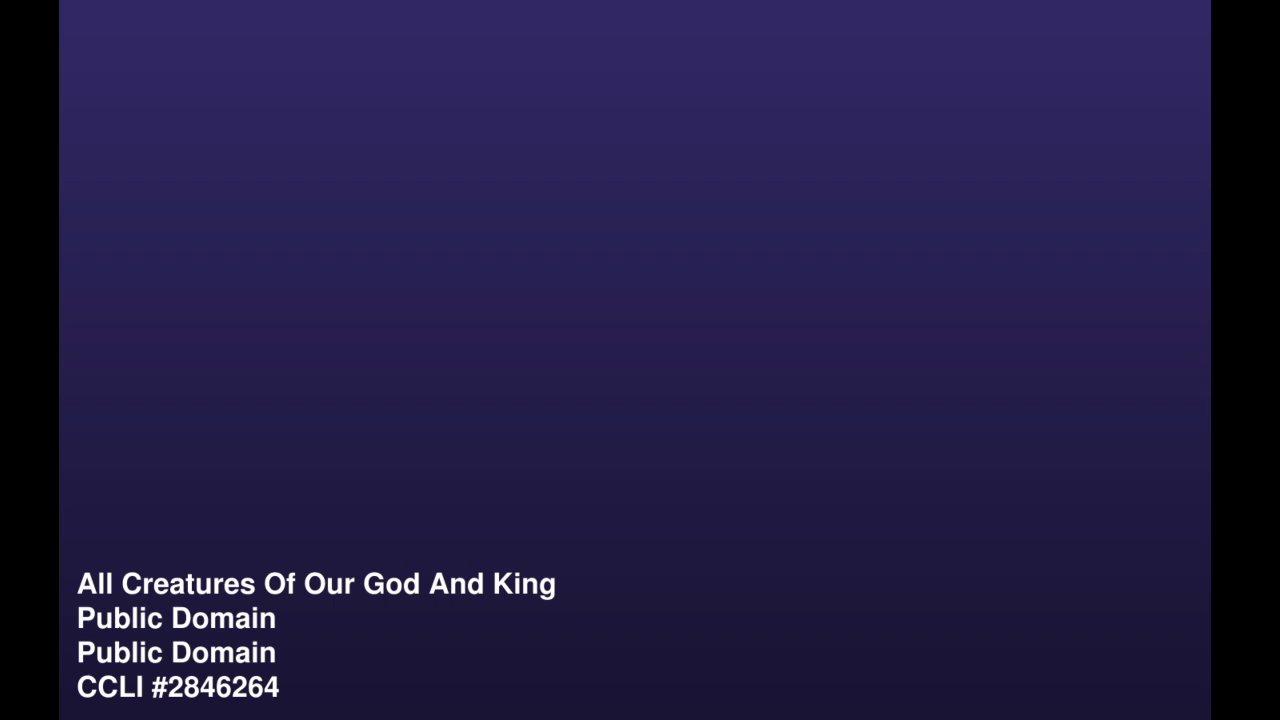 All Creatures Of Our God And King
Public Domain
Public Domain
CCLI #2846264